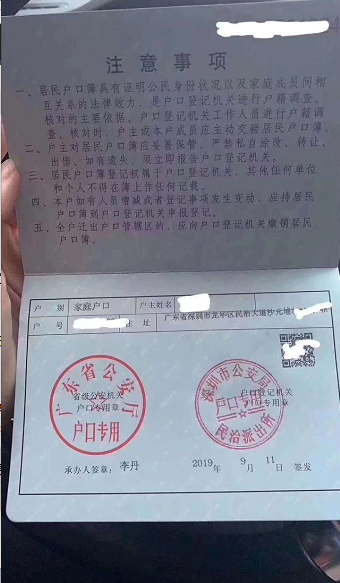 注意事项
一、居民户口簿具有证明公民身份状况以及家庭成员间相
互关系的法律效力，是户口登记机关进行户籍调查、
核对的主要依据。户口登记机关工作人员进行户籍调
查、核对时，户主或本户成员应主动交验居民户口簿。
二、户主对居民户口簿应妥善保管，严禁私自涂改、转让、
出借。如有遗失，须立即报告户口登记机关。
三、居民户口簿登记权属于户口登记机关，其他任何单位
和个人不得在簿上作任何记载。
四、本户如有人员增减或者登记事项发生变动，应持居民
户口簿到户口登记机关申报登记。
五、全户迁出户口管辖区的，应向户口登记机关缴销居民
户口簿。
户 别 家庭户口 户主姓名
户 号 住 址 广东省深圳市龙华区民治大道沙元埔
广东省公安厅
省级公安机关
户口专用章
户口专用
深圳市公安局
户口登记机关
户口专用章
户口专用
民治派出所
承办人签章：李丹 2019 年 9 月 11 日 签发